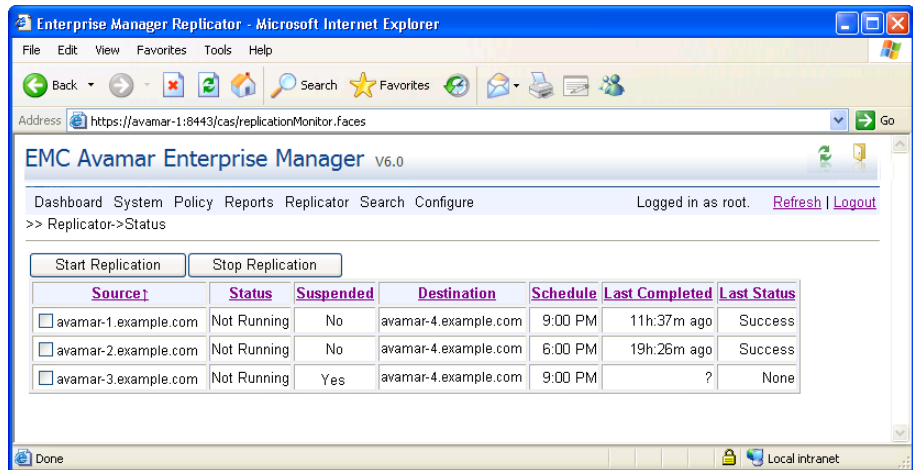 Enterprise Manager Replicator - Microsoft Internet Explorer
File Edit View Favorites Tools Help
Back Search Favorites
Address https://avamar-1:8443/cas/replicationMonitor.faces Go
EMC Avamar Enterprise Manager V6.0
Dashboard System Policy Reports Replicator Search Configure Logged in as root. Refresh | Logout
>> Replicator->Status
Start Replication Stop Replication
Source↑ Status Suspended Destination Schedule Last Completed Last Status
avamar-1.example.com Not Running No avamar-4.example.com 9:00 PM 11h:37m ago Success
avamar-2.example.com Not Running No avamar-4.example.com 6:00 PM 19h:26m ago Success
avamar-3.example.com Not Running Yes avamar-4.example.com 9:00 PM ? None
Done Local intranet